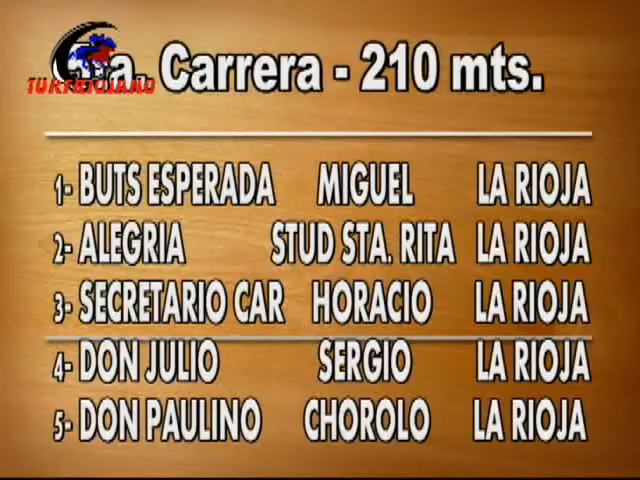 5ta. Carrera - 210 mts.
1- BUTS ESPERADA MIGUEL LA RIOJA
2- ALEGRIA STUD STA. RITA LA RIOJA
3- SECRETARIO CAR HORACIO LA RIOJA
4- DON JULIO SERGIO LA RIOJA
5- DON PAULINO CHOROLO LA RIOJA